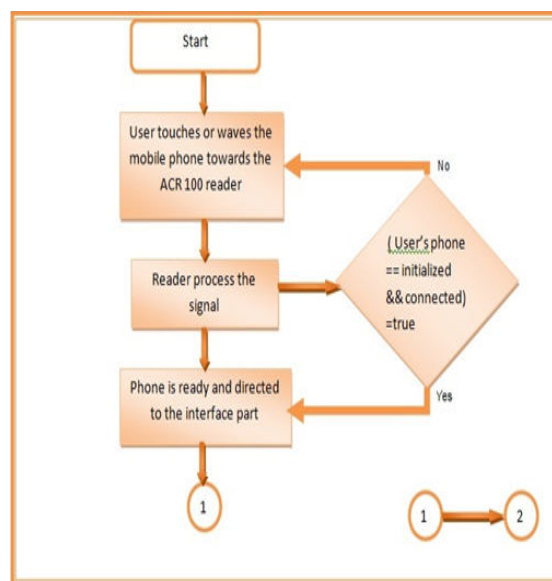 Start
User touches or waves the
mobile phone towards the
ACR 100 reader
No
( User's phone
== initialized
&& connected)
=true
Reader process the
signal
Phone is ready and directed
to the interface part
Yes
1
1
2